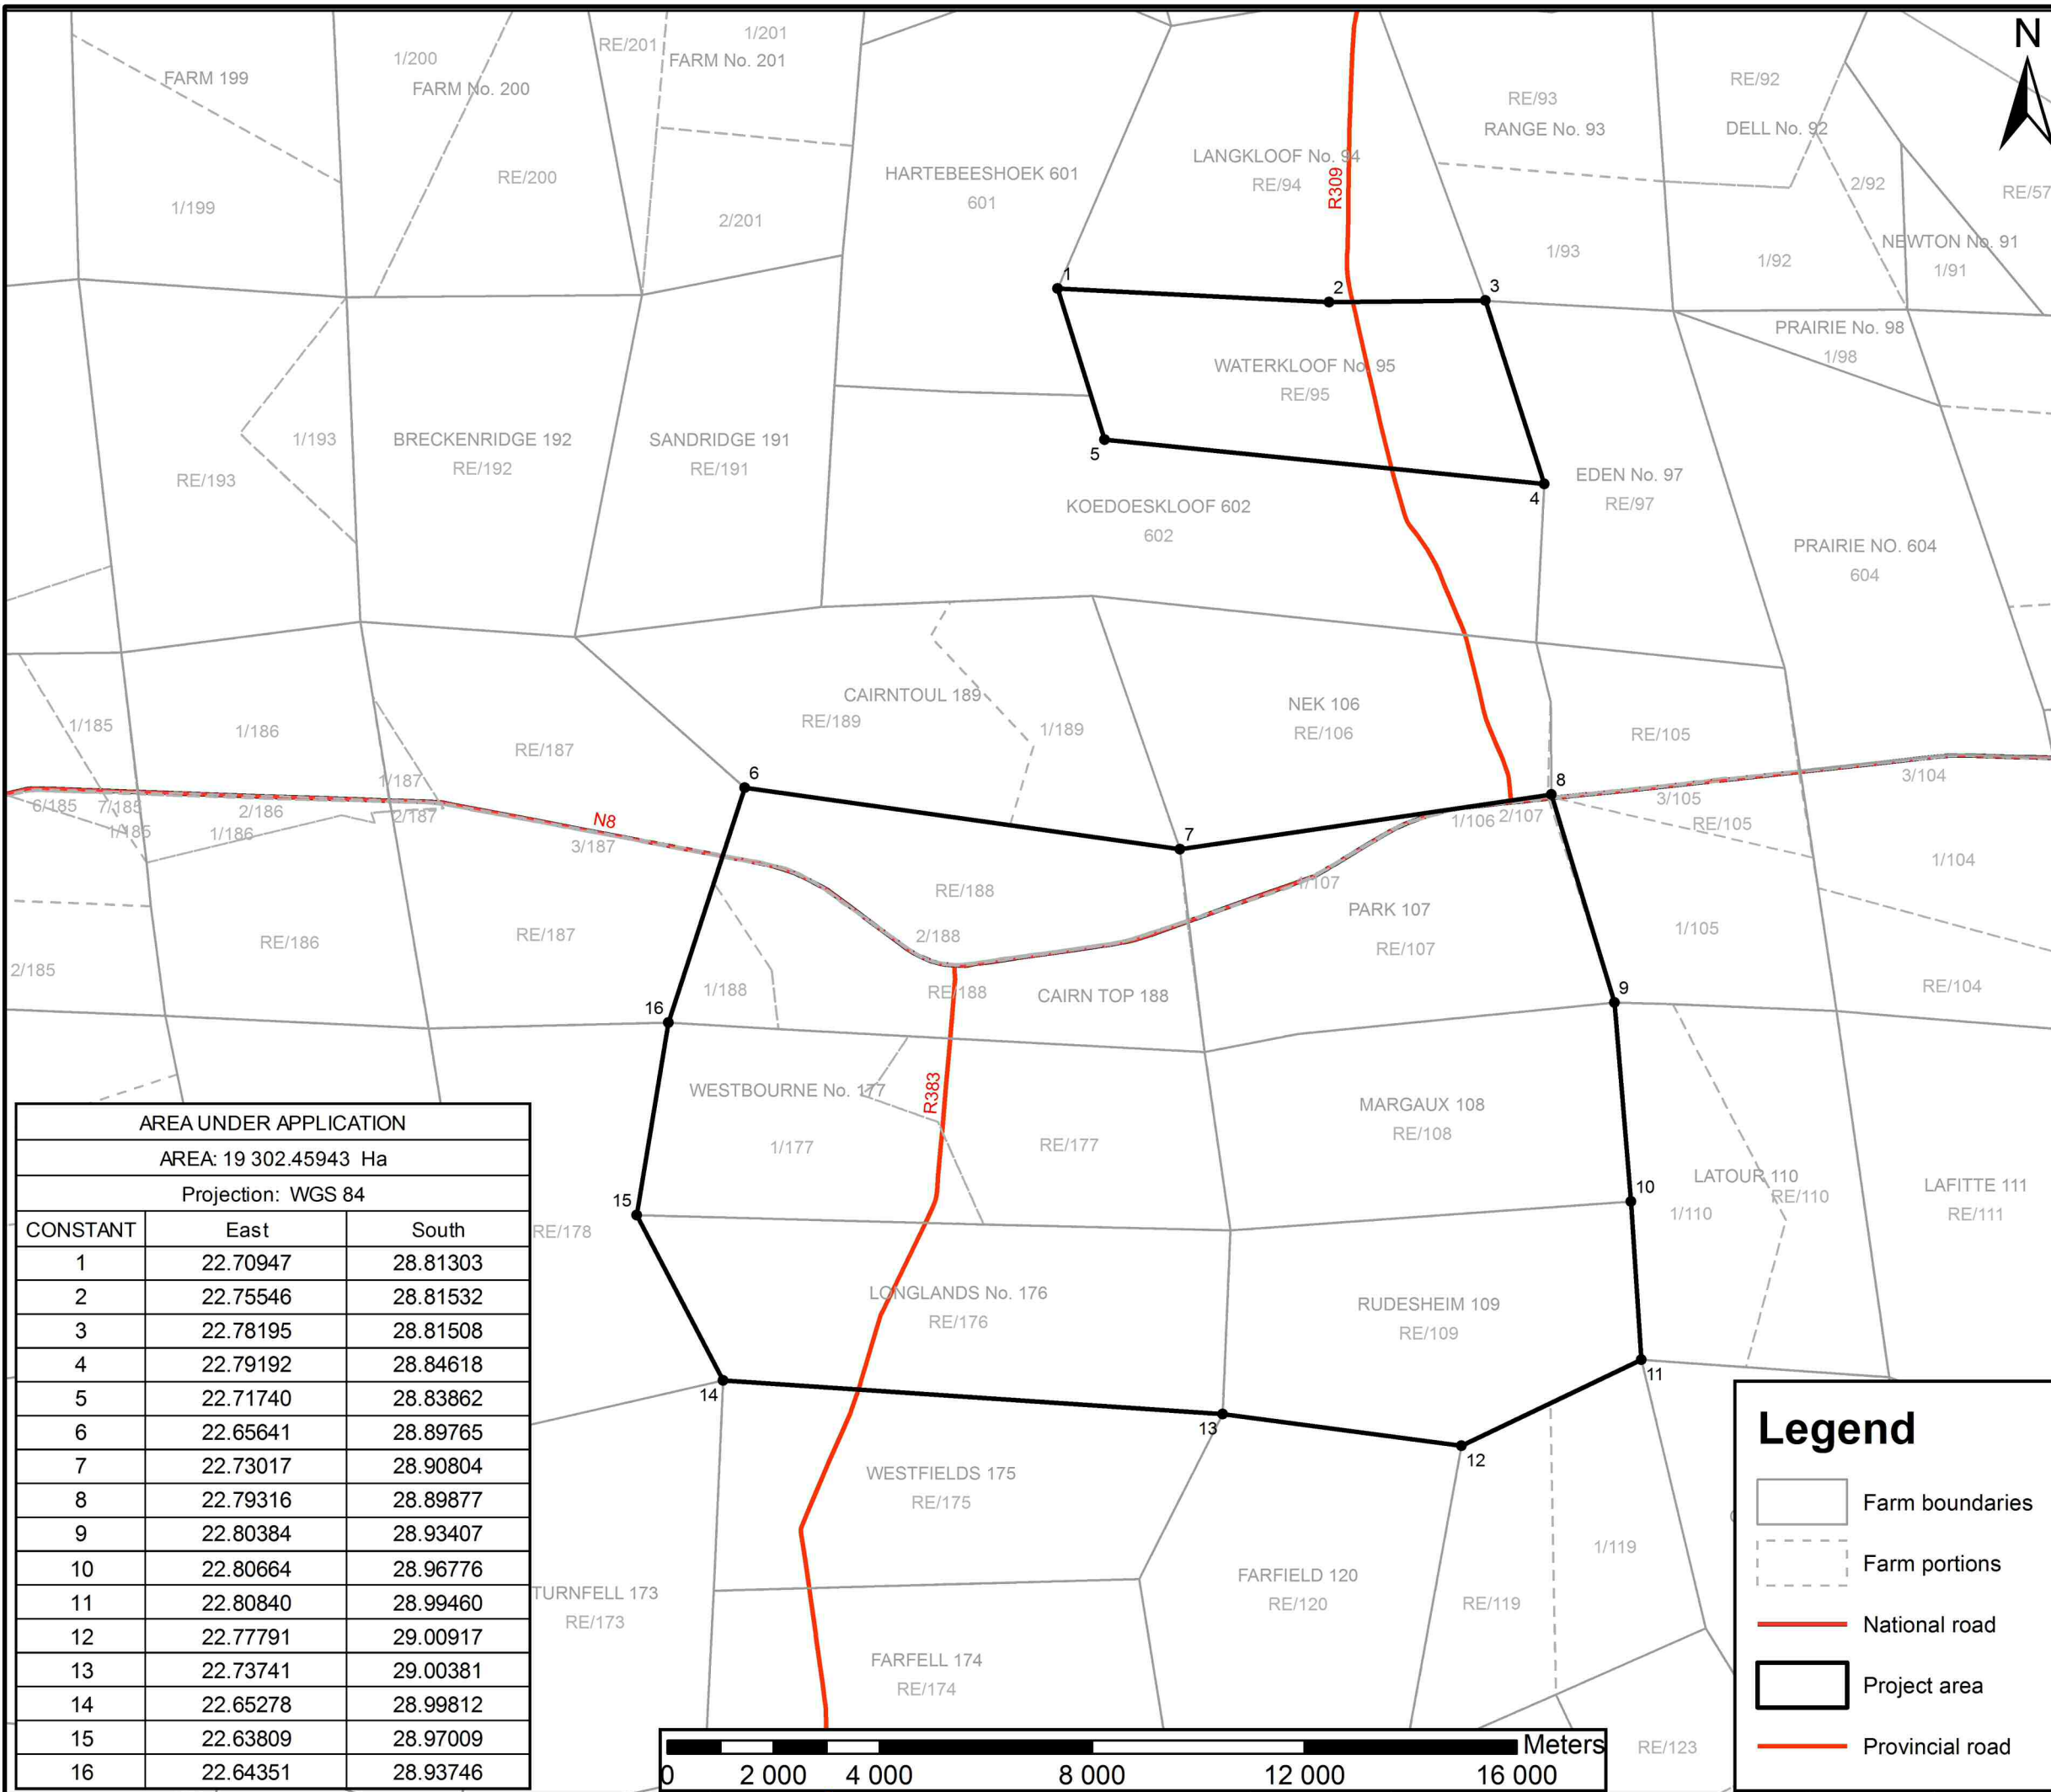 N
1/200
RE/201
1/201
FARM 199
FARM No. 200
FARM No. 201
1/199
RE/200
2/201
HARTEBEESHOEK 601
601
LANGKLOOF No. 94
RE/94
R309
RE/93
RANGE No. 93
1/93
RE/92
DELL No. 92
2/92
1/92
RE/57
NEWTON No. 91
1/91
1
2
3
PRAIRIE No. 98
1/98
WATERKLOOF No. 95
RE/95
5
4
1/193
RE/193
BRECKENRIDGE 192
RE/192
SANDRIDGE 191
RE/191
KOEDOESKLOOF 602
602
EDEN No. 97
RE/97
PRAIRIE NO. 604
604
1/185
1/186
1/187
RE/187
CAIRNTOUL 189
RE/189
1/189
NEK 106
RE/106
RE/105
6
7
8
6/185
7/185
1/185
2/186
1/186
2/187
N8
3/187
1/106
2/107
3/105
RE/105
3/104
1/104
RE/188
1/107
PARK 107
RE/107
1/105
RE/104
2/185
RE/186
RE/187
2/188
1/188
RE/188
CAIRN TOP 188
16
9
WESTBOURNE No. 177
1/177
R383
RE/177
MARGAUX 108
RE/108
LATOUR 110
RE/110
1/110
LAFITTE 111
RE/111
15
10
RE/178
LONGLANDS No. 176
RE/176
RUDESHEIM 109
RE/109
14
13
12
11
WESTFIELDS 175
RE/175
TURNFELL 173
RE/173
FARFELL 174
RE/174
FARFIELD 120
RE/120
RE/119
1/119
RE/123
AREA UNDER APPLICATION
AREA: 19 302.45943 Ha
Projection: WGS 84
CONSTANT East South
1 22.70947 28.81303
2 22.75546 28.81532
3 22.78195 28.81508
4 22.79192 28.84618
5 22.71740 28.83862
6 22.65641 28.89765
7 22.73017 28.90804
8 22.79316 28.89877
9 22.80384 28.93407
10 22.80664 28.96776
11 22.80840 28.99460
12 22.77791 29.00917
13 22.73741 29.00381
14 22.65278 28.99812
15 22.63809 28.97009
16 22.64351 28.93746
Meters
0 2 000 4 000 8 000 12 000 16 000
Legend
Farm boundaries
Farm portions
National road
Project area
Provincial road